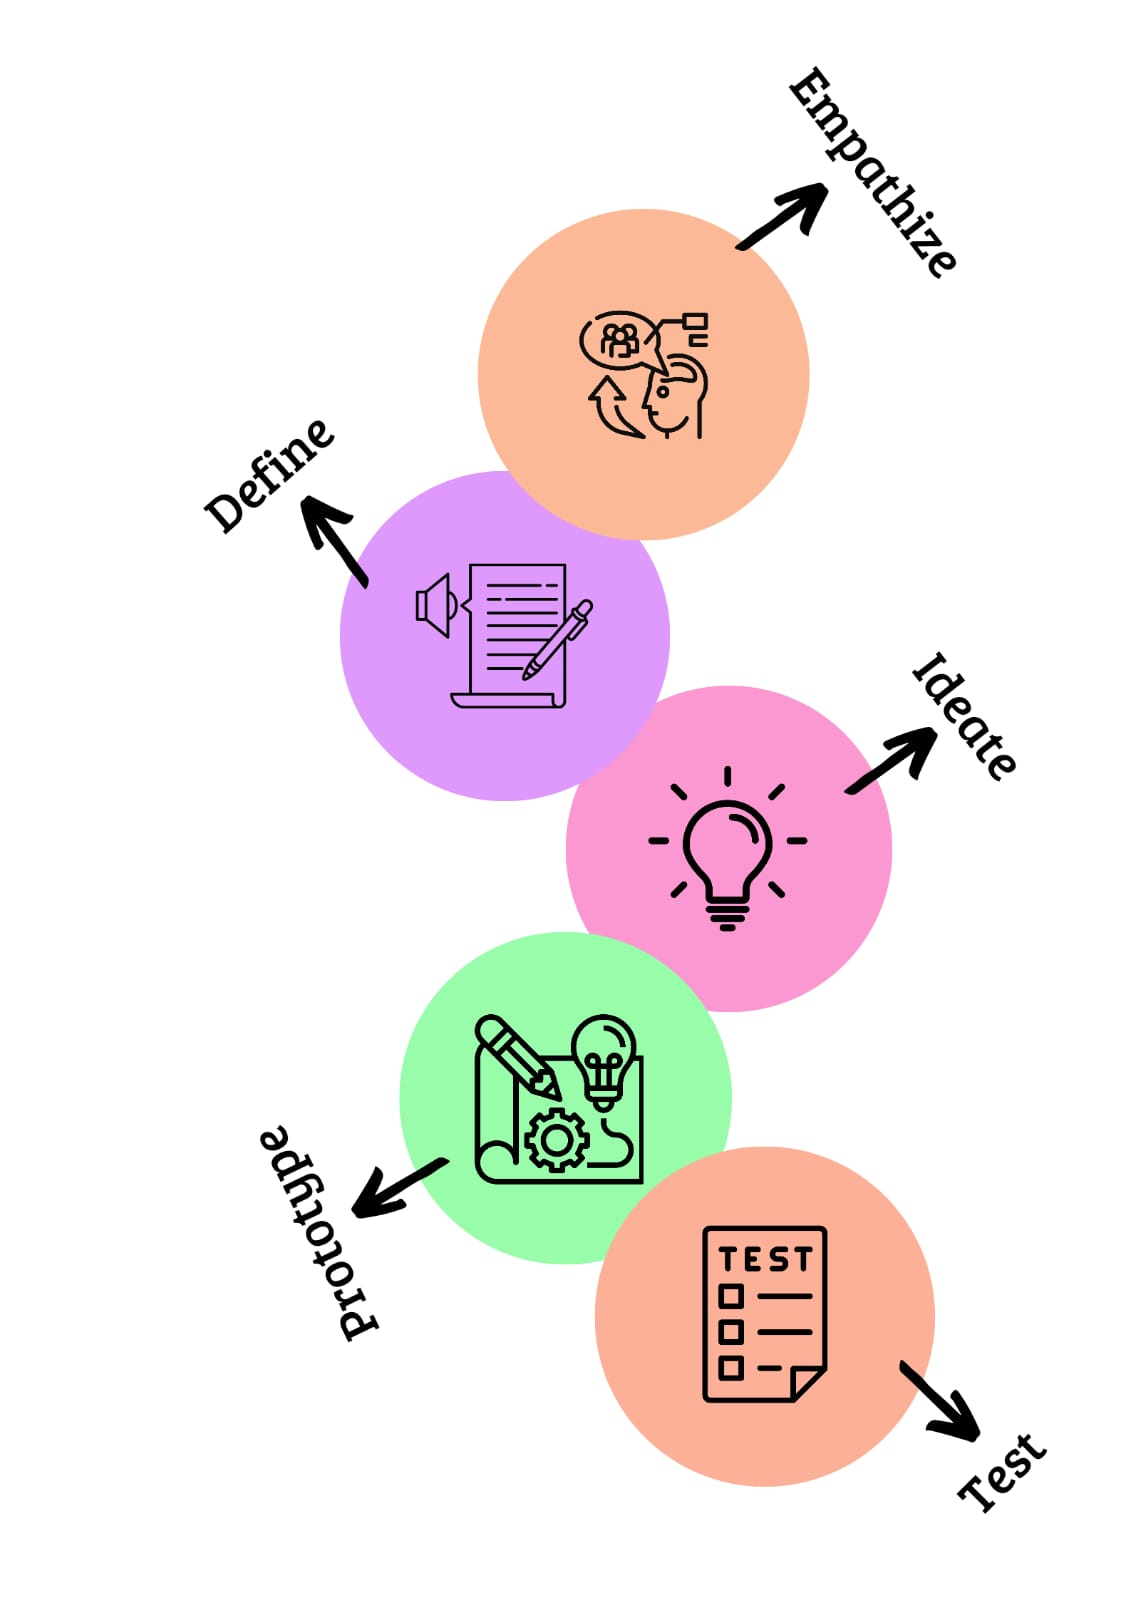 Empathize
Define
Ideate
Prototype
TEST
Test